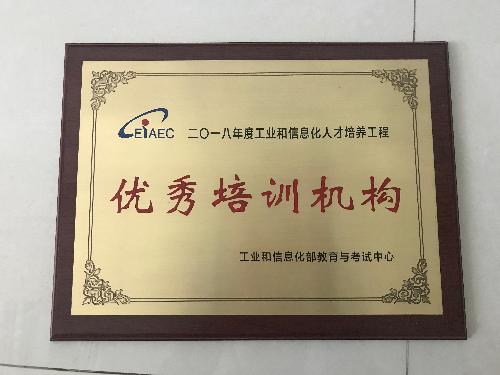 CEIAEC 二〇一八年度工业和信息化人才培养工程
优秀培训机构
工业和信息化部教育与考试中心